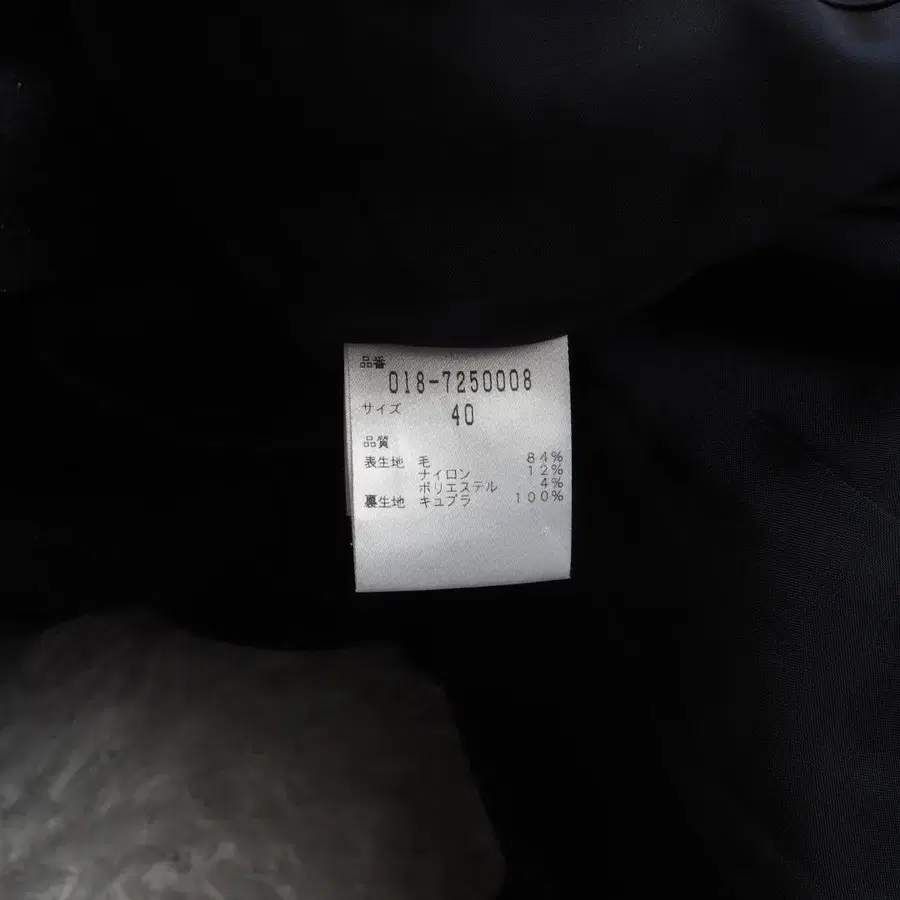 品番
018-7250008
サイズ 40
品質
表生地 毛 84%
ナイロン 12%
ポリエステル 4%
裏生地 キュプラ 100%